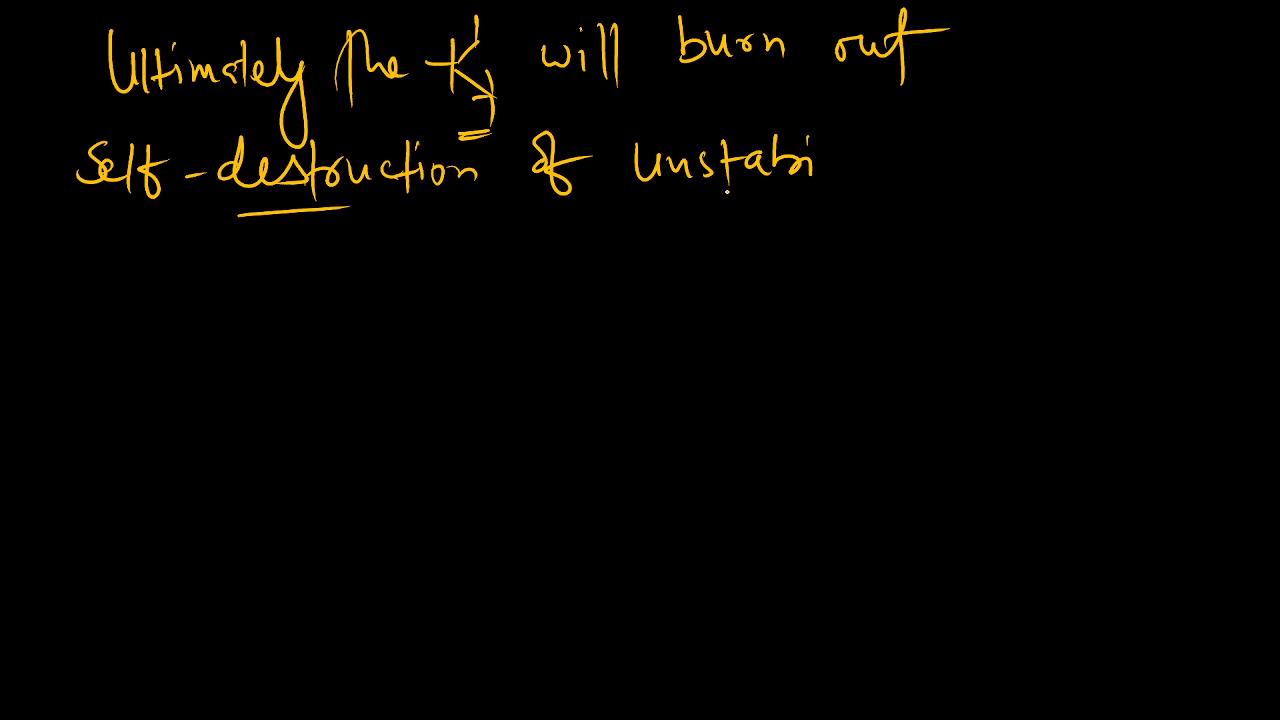 Ultimately the will burn out
Self-destruction of unstabi